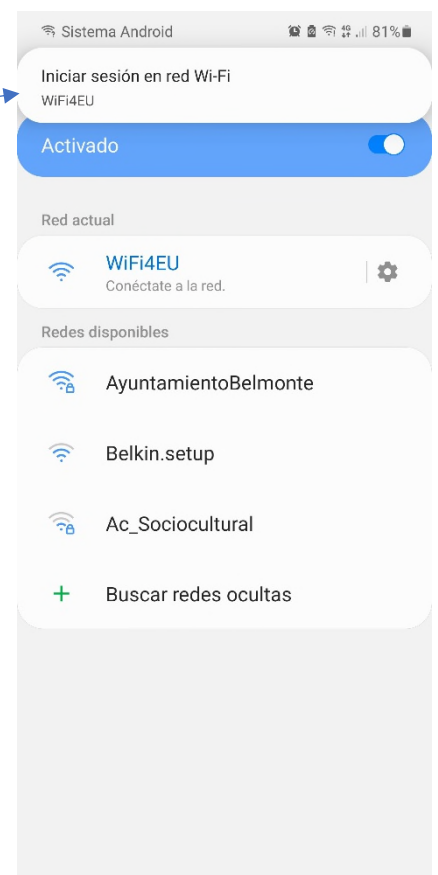 Sistema Android 4G 81%
Iniciar sesión en red Wi-Fi
WiFi4EU
Activado
Red actual
WiFi4EU
Conéctate a la red.
Redes disponibles
AyuntamientoBelmonte
Belkin.setup
Ac_Sociocultural
+ Buscar redes ocultas